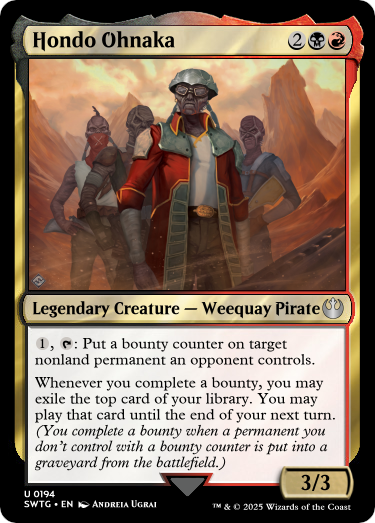 Hondo Ohnaka 2
Legendary Creature — Weequay Pirate
1, : Put a bounty counter on target
nonland permanent an opponent controls.
Whenever you complete a bounty, you may
exile the top card of your library. You may
play that card until the end of your next turn.
(You complete a bounty when a permanent you
don't control with a bounty counter is put into a
graveyard from the battlefield.)
3/3
U 0194
SWTG • EN Andreia Ugrai
™ & © 2025 Wizards of the Coast